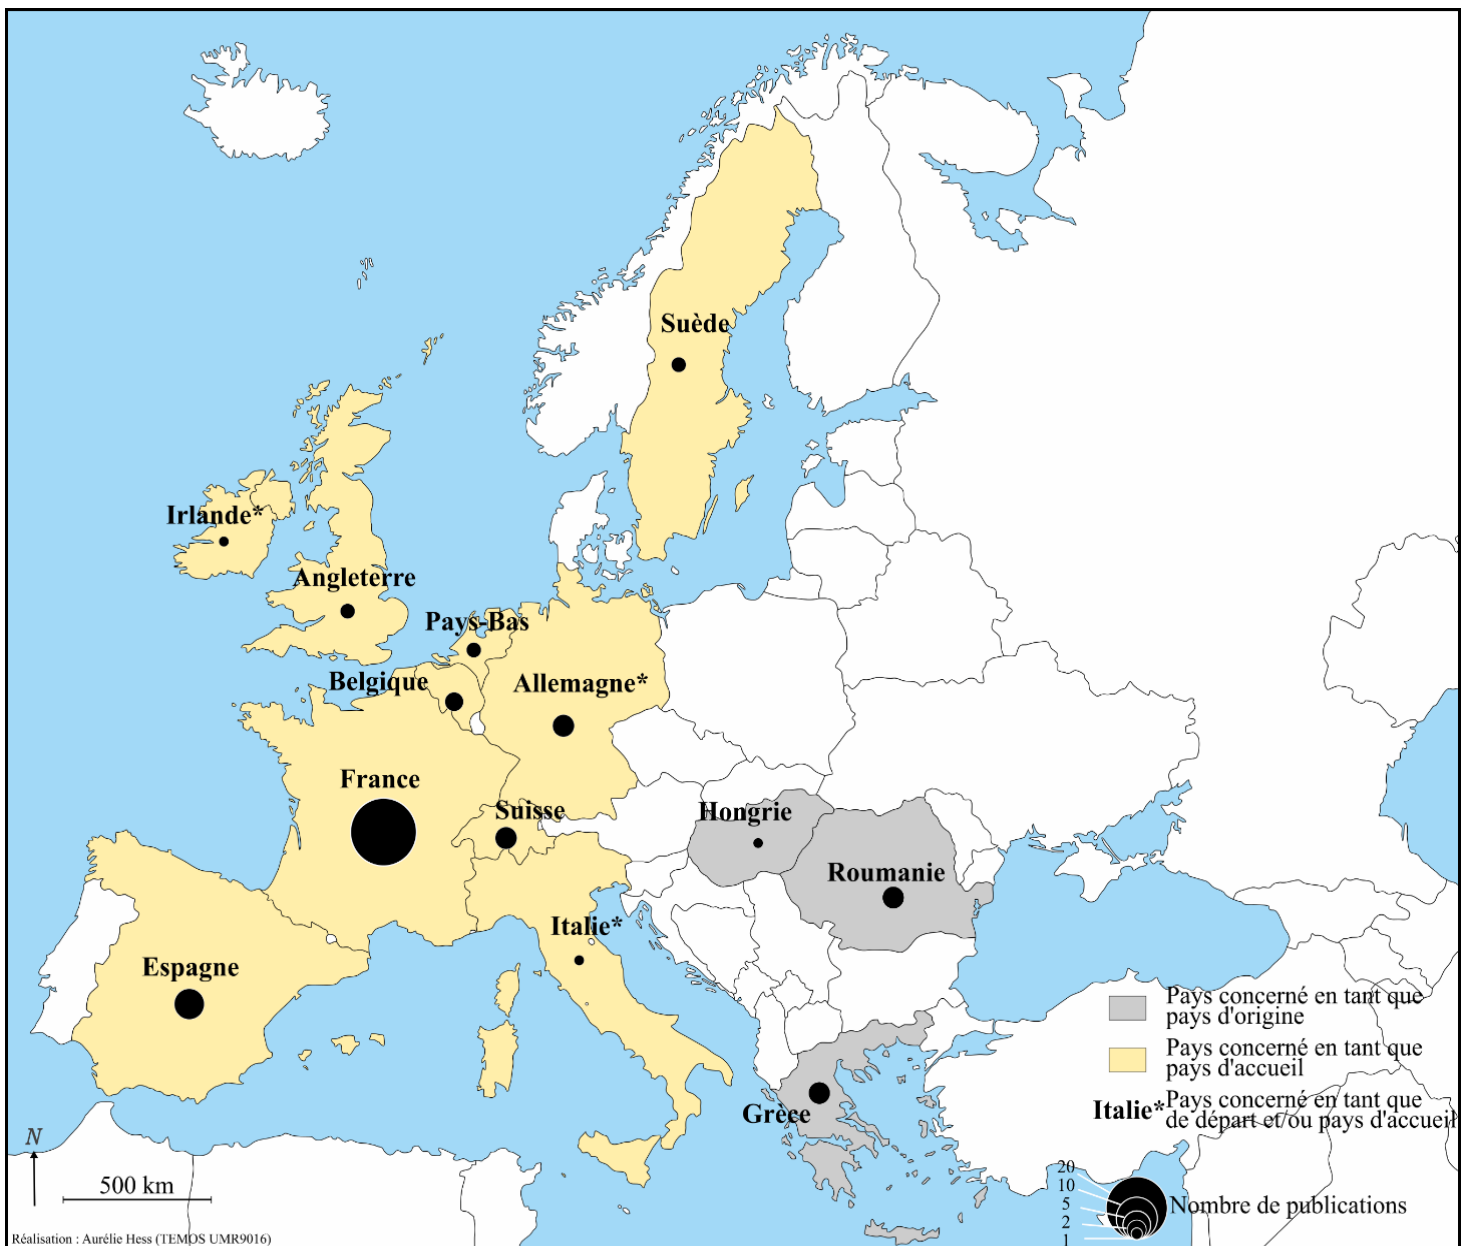 Suède
Irlande*
Angleterre
Pays-Bas
Belgique
Allemagne*
France
Suisse
Hongrie
Roumanie
Italie*
Espagne
Grèce
Pays concerné en tant que
pays d'origine
Pays concerné en tant que
pays d'accueil
Italie*
Pays concerné en tant que
de départ et/ou pays d'accueil
N
500 km
20
10
5
2
1
Nombre de publications
Réalisation : Aurélie Hess (TEMOS UMR9016)